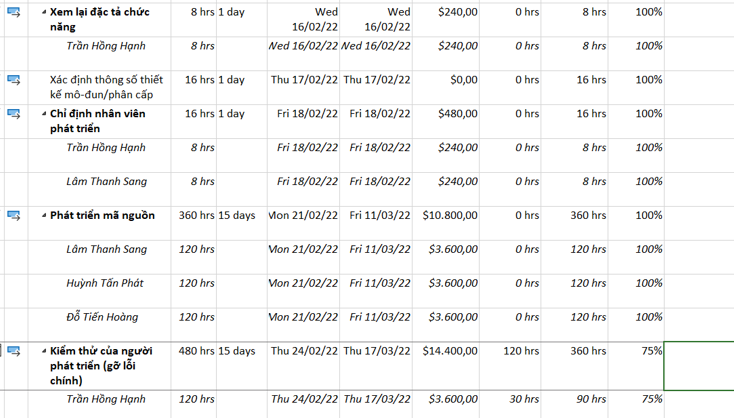 Xem lại đặc tả chức năng 8 hrs 1 day Wed 16/02/22 Wed 16/02/22 $240,00 0 hrs 8 hrs 100%
Trần Hồng Hạnh 8 hrs Wed 16/02/22 Wed 16/02/22 $240,00 0 hrs 8 hrs 100%
Xác định thông số thiết kế mô-đun/phân cấp 16 hrs 1 day Thu 17/02/22 Thu 17/02/22 $0,00 0 hrs 16 hrs 100%
Chỉ định nhân viên phát triển 16 hrs 1 day Fri 18/02/22 Fri 18/02/22 $480,00 0 hrs 16 hrs 100%
Trần Hồng Hạnh 8 hrs Fri 18/02/22 Fri 18/02/22 $240,00 0 hrs 8 hrs 100%
Lâm Thanh Sang 8 hrs Fri 18/02/22 Fri 18/02/22 $240,00 0 hrs 8 hrs 100%
Phát triển mã nguồn 360 hrs 15 days Mon 21/02/22 Fri 11/03/22 $10.800,00 0 hrs 360 hrs 100%
Lâm Thanh Sang 120 hrs Mon 21/02/22 Fri 11/03/22 $3.600,00 0 hrs 120 hrs 100%
Huỳnh Tấn Phát 120 hrs Mon 21/02/22 Fri 11/03/22 $3.600,00 0 hrs 120 hrs 100%
Đỗ Tiến Hoàng 120 hrs Mon 21/02/22 Fri 11/03/22 $3.600,00 0 hrs 120 hrs 100%
Kiểm thử của người phát triển (gỡ lỗi chính) 480 hrs 15 days Thu 24/02/22 Thu 17/03/22 $14.400,00 120 hrs 360 hrs 75%
Trần Hồng Hạnh 120 hrs Thu 24/02/22 Thu 17/03/22 $3.600,00 30 hrs 90 hrs 75%